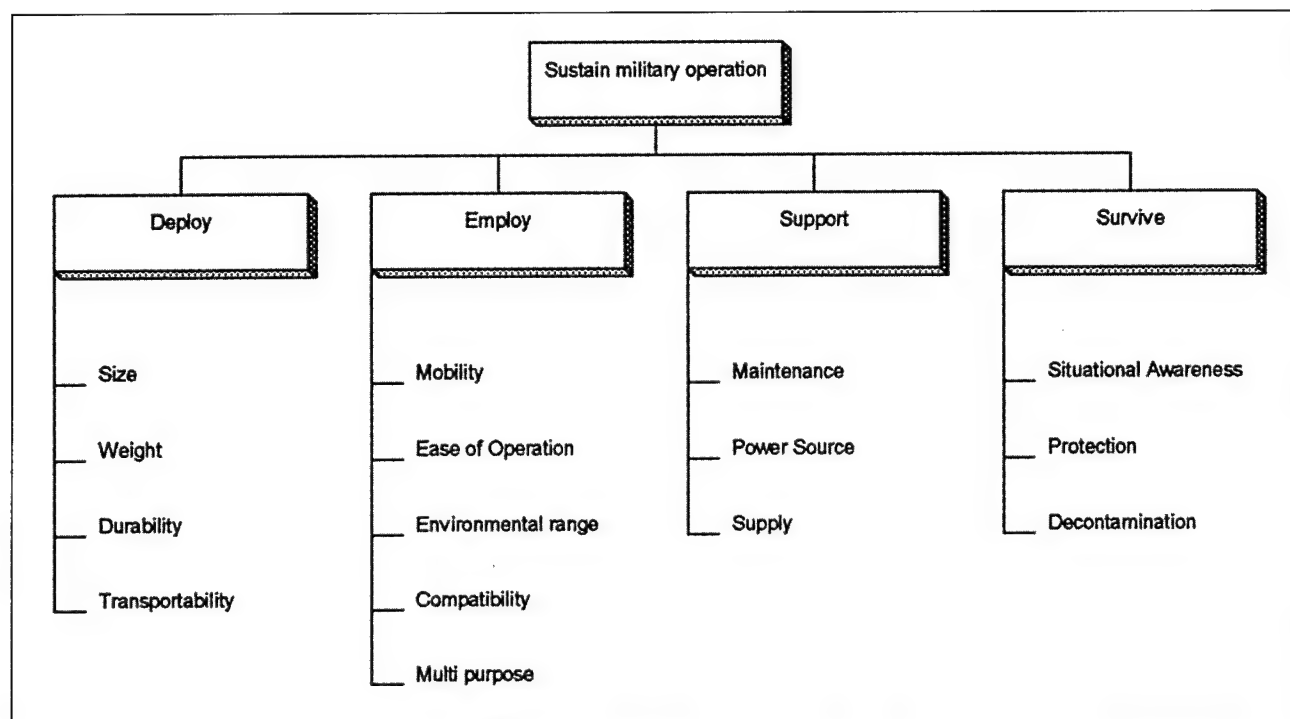 Sustain military operation
Deploy
Employ
Support
Survive
Size
Weight
Durability
Transportability
Mobility
Ease of Operation
Environmental range
Compatibility
Multi purpose
Maintenance
Power Source
Supply
Situational Awareness
Protection
Decontamination